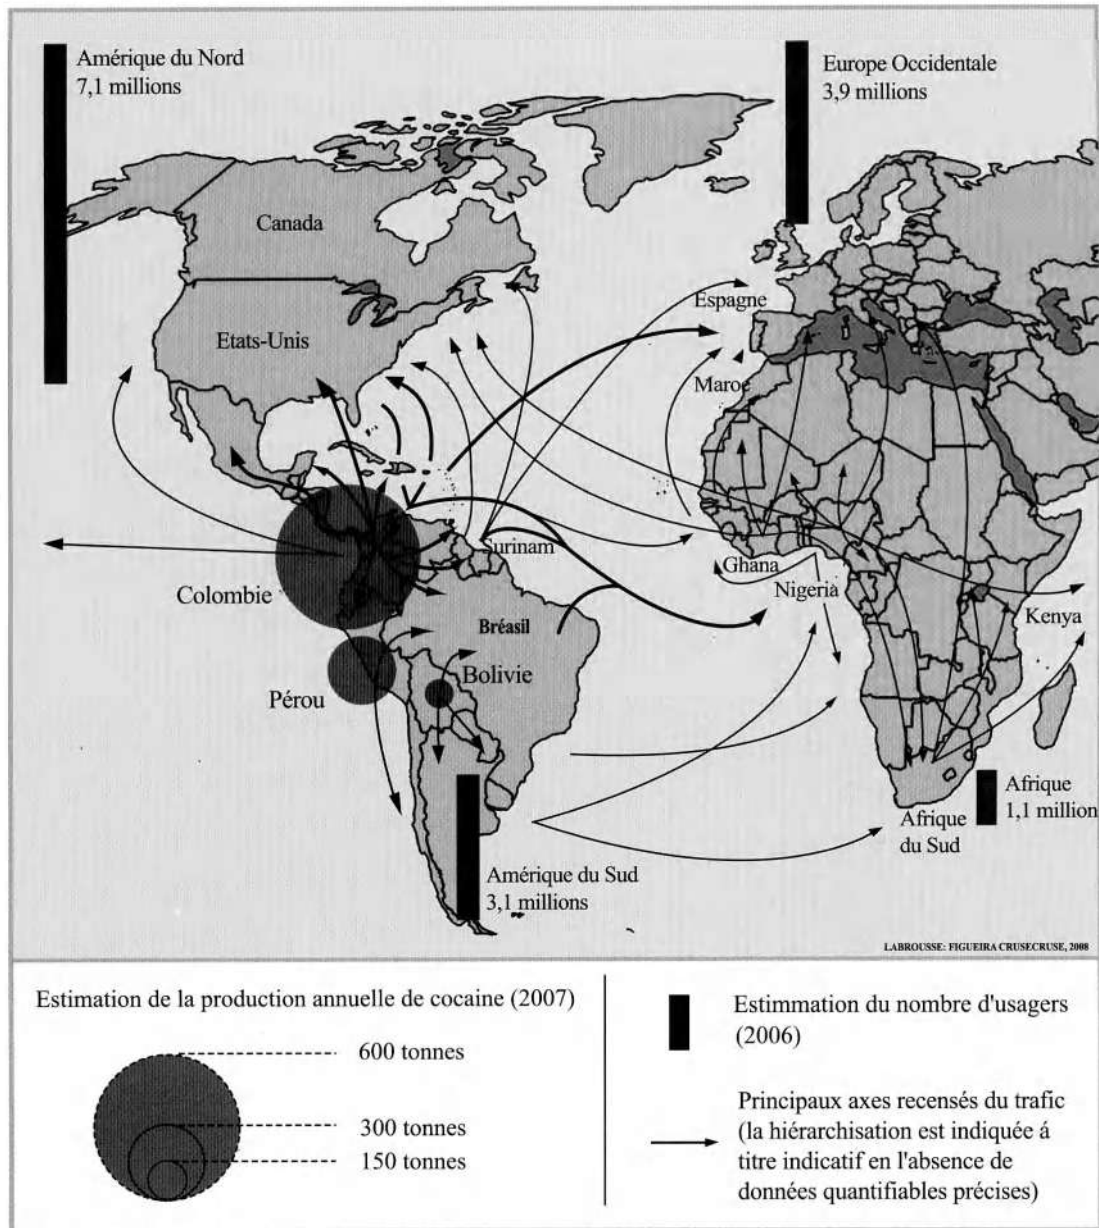 Amérique du Nord
7,1 millions
Europe Occidentale
3,9 millions
Canada
Espagne
Etats-Unis
Maroe
Surinam
Ghana
Colombie
Nigeria
Kenya
Brésil
Bolivie
Pérou
Afrique
1,1 million
Afrique
du Sud
Amérique du Sud
3,1 millions
LABROUSSE: FIGUEIRA CRUSECRUSE, 2008
Estimation de la production annuelle de cocaine (2007)
600 tonnes
300 tonnes
150 tonnes
Estimmation du nombre d'usagers
(2006)
Principaux axes recensés du trafic
(la hiérarchisation est indiquée á
titre indicatif en l'absence de
données quantifiables précises)